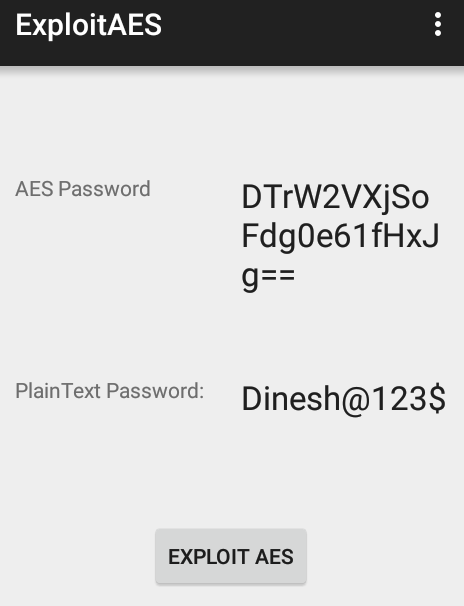 ExploitAES
AES Password
DTrW2VXjSo
Fdg0e61fHxJ
g==
PlainText Password:
Dinesh@123$
EXPLOIT AES